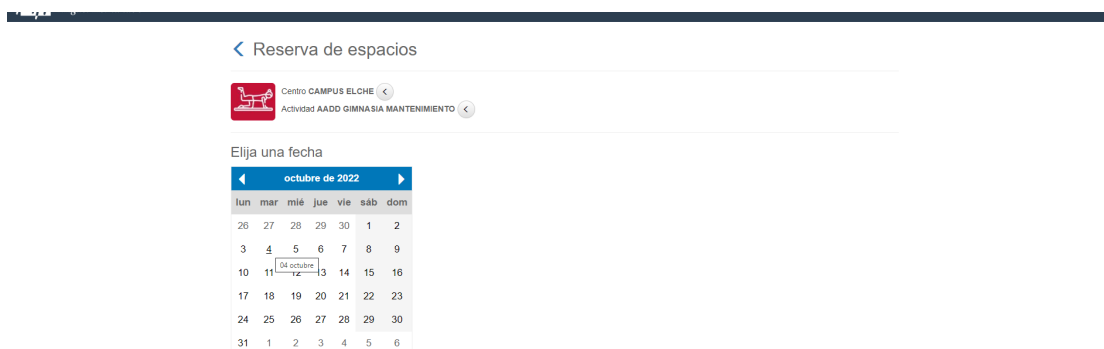 Reserva de espacios
Centro CAMPUS ELCHE
Actividad AADD GIMNASIA MANTENIMIENTO
Elija una fecha
octubre de 2022
lun mar mié jue vie sáb dom
26 27 28 29 30 1 2
3 4 5 6 7 8 9
04 octubre
10 11 12 13 14 15 16
17 18 19 20 21 22 23
24 25 26 27 28 29 30
31 1 2 3 4 5 6